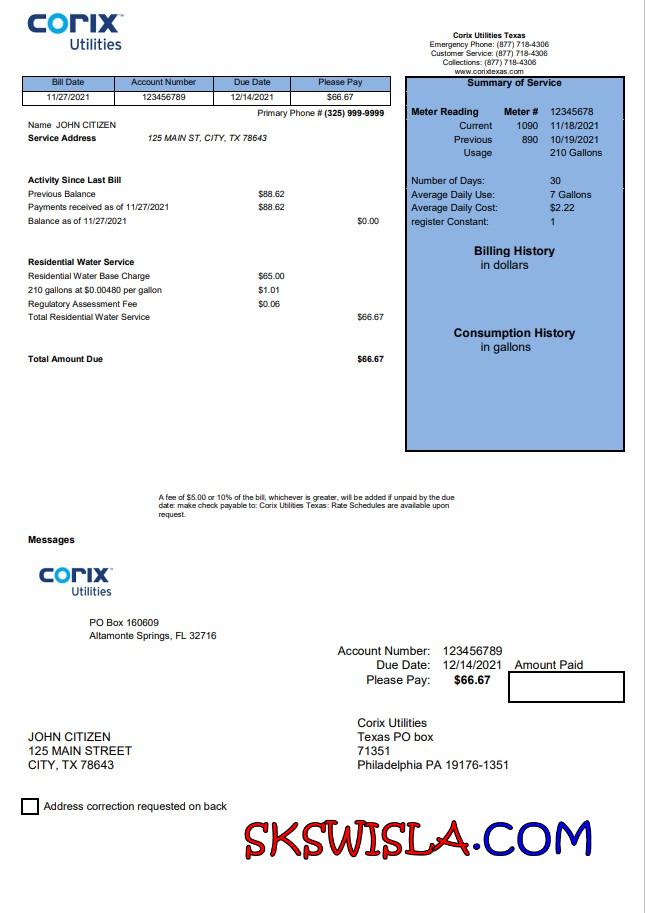 CORIX™
Utilities
Corix Utilities Texas
Emergency Phone: (877) 718-4306
Customer Service: (877) 718-4306
Collections: (877) 718-4306
www.corixtexas.com
Bill Date Account Number Due Date Please Pay
11/27/2021 123456789 12/14/2021 $66.67
Primary Phone # (325) 999-9999
Name JOHN CITIZEN
Service Address 125 MAIN ST, CITY, TX 78643
Summary of Service
Meter Reading Meter # 12345678
Current 1090 11/18/2021
Previous 890 10/19/2021
Usage 210 Gallons
Number of Days: 30
Average Daily Use: 7 Gallons
Average Daily Cost: $2.22
register Constant: 1
Billing History
in dollars
Consumption History
in gallons
Activity Since Last Bill
Previous Balance $88.62
Payments received as of 11/27/2021 $88.62
Balance as of 11/27/2021 $0.00
Residential Water Service
Residential Water Base Charge $65.00
210 gallons at $0.00480 per gallon $1.01
Regulatory Assessment Fee $0.06
Total Residential Water Service $66.67
Total Amount Due $66.67
A fee of $5.00 or 10% of the bill, whichever is greater, will be added if unpaid by the due
date: make check payable to: Corix Utilities Texas: Rate Schedules are available upon
request.
Messages
CORIX™
Utilities
PO Box 160609
Altamonte Springs, FL 32716
Account Number: 123456789
Due Date: 12/14/2021 Amount Paid
Please Pay: $66.67
JOHN CITIZEN
125 MAIN STREET
CITY, TX 78643
Corix Utilities
Texas PO box
71351
Philadelphia PA 19176-1351
Address correction requested on back
SKSWISLA.COM